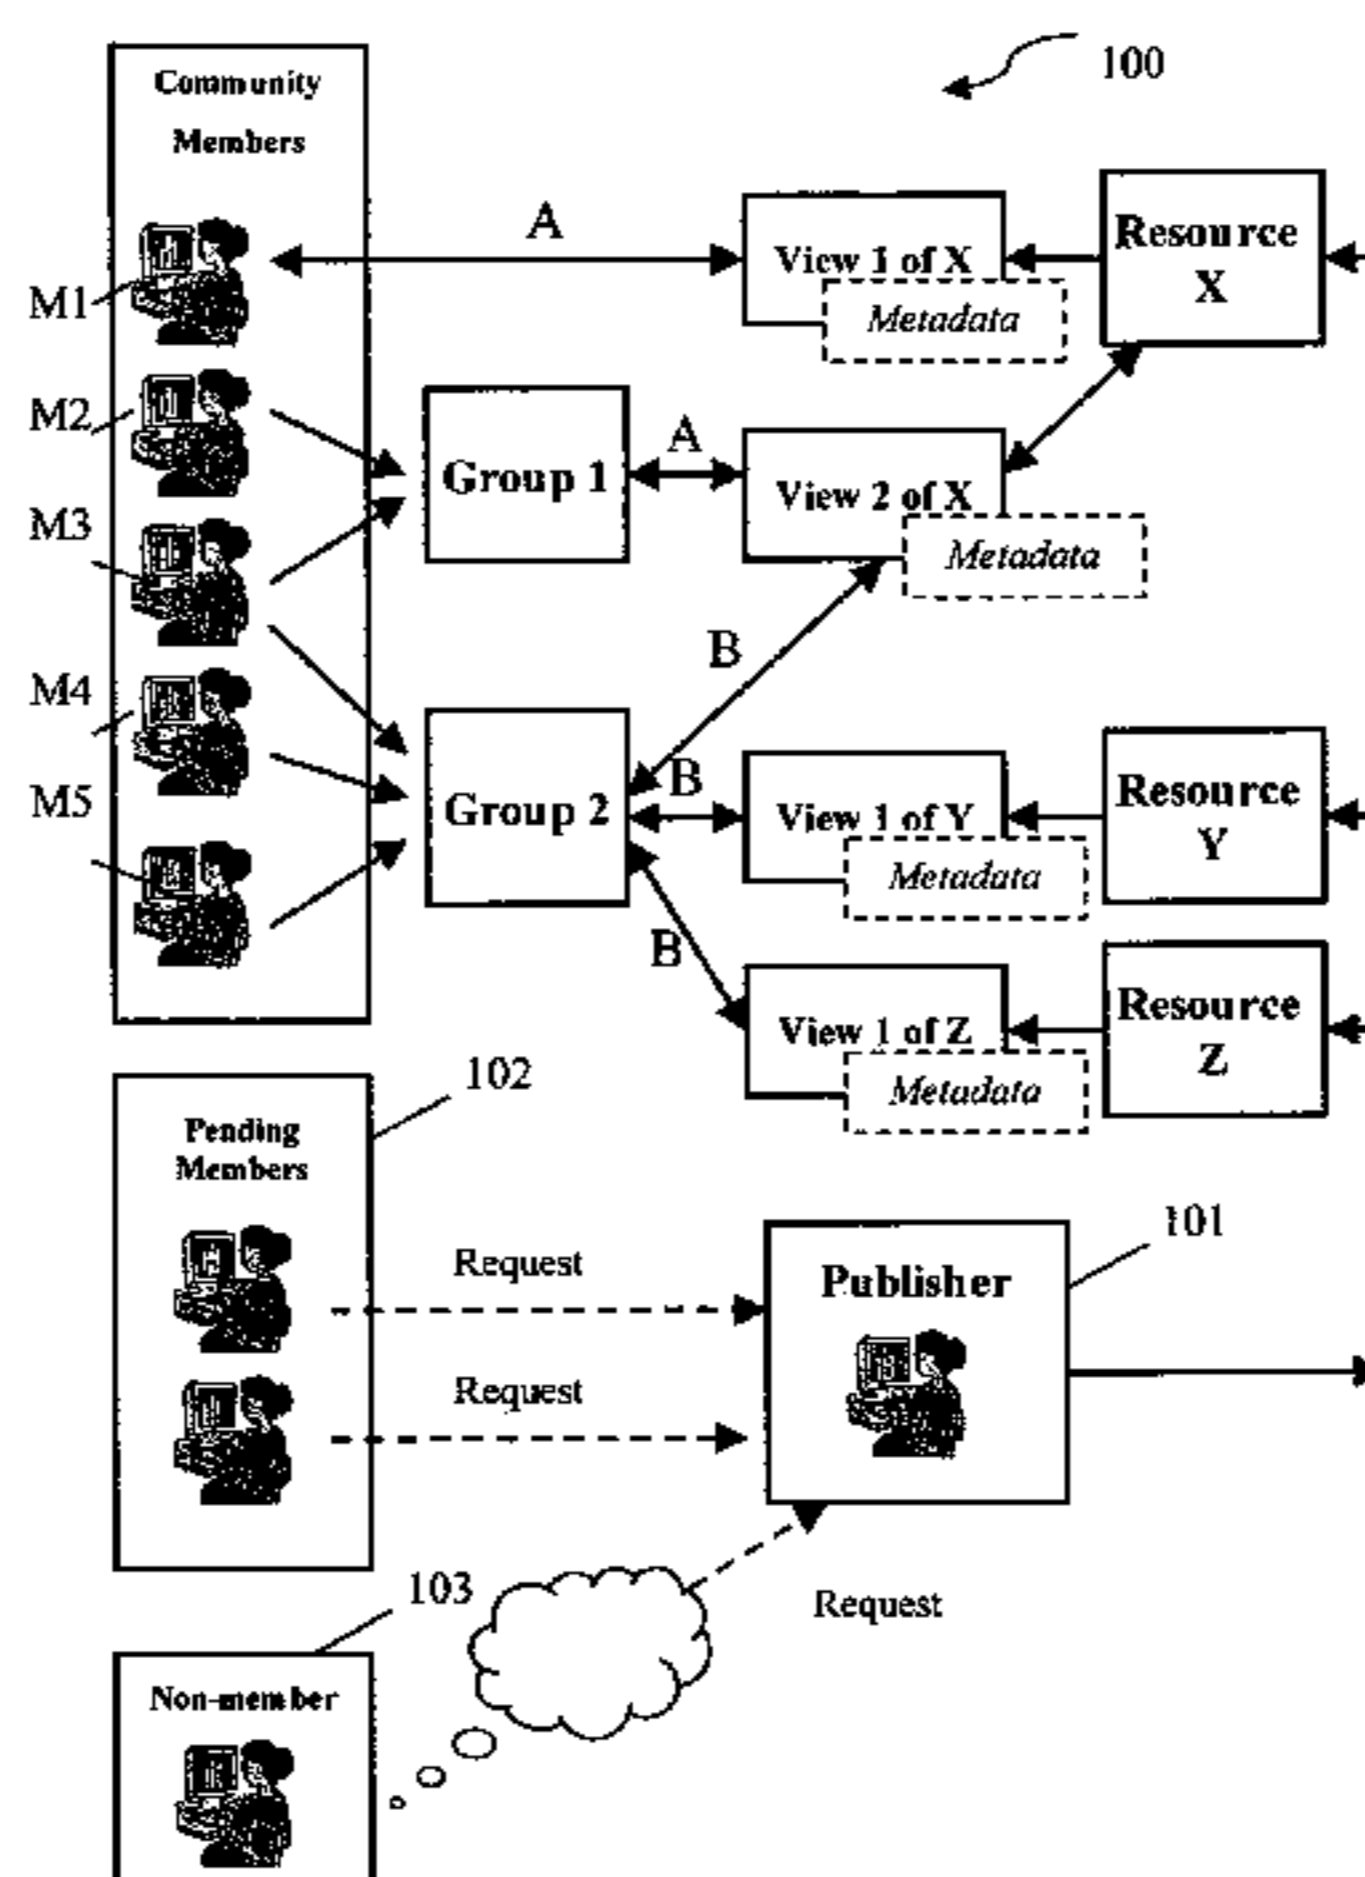 Community
Members
100
A
View 1 of X
Metadata
Resource
X
M1
M2
M3
M4
M5
Group 1
A
View 2 of X
Metadata
B
Group 2
B
View 1 of Y
Metadata
Resource
Y
B
View 1 of Z
Metadata
Resource
Z
102
Pending
Members
Request
Request
101
Publisher
103
Request
Non-member